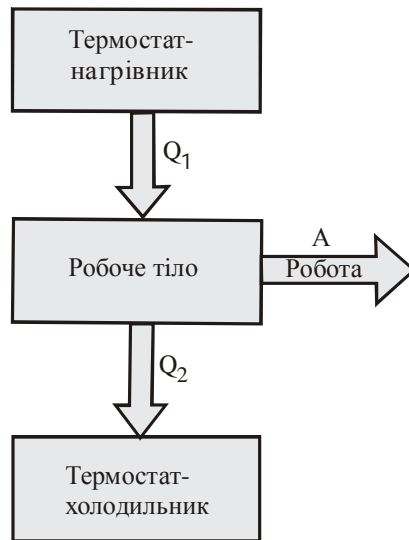 Термостат-
нагрівник
Q1
Робоче тіло
A
Робота
Q2
Термостат-
холодильник